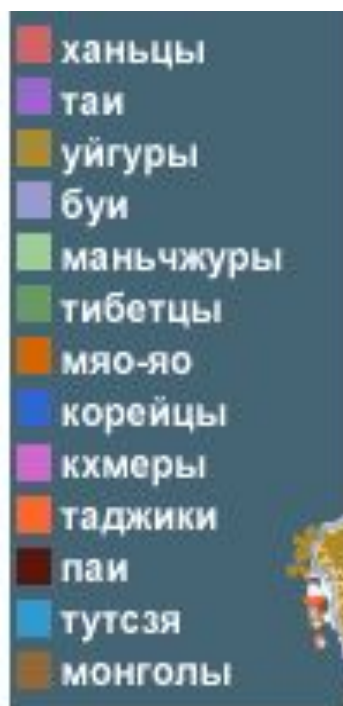 ханьцы
таи
уйгуры
буи
маньчжуры
тибетцы
мяо-яо
корейцы
кхмеры
таджики
паи
тутсзя
монголы